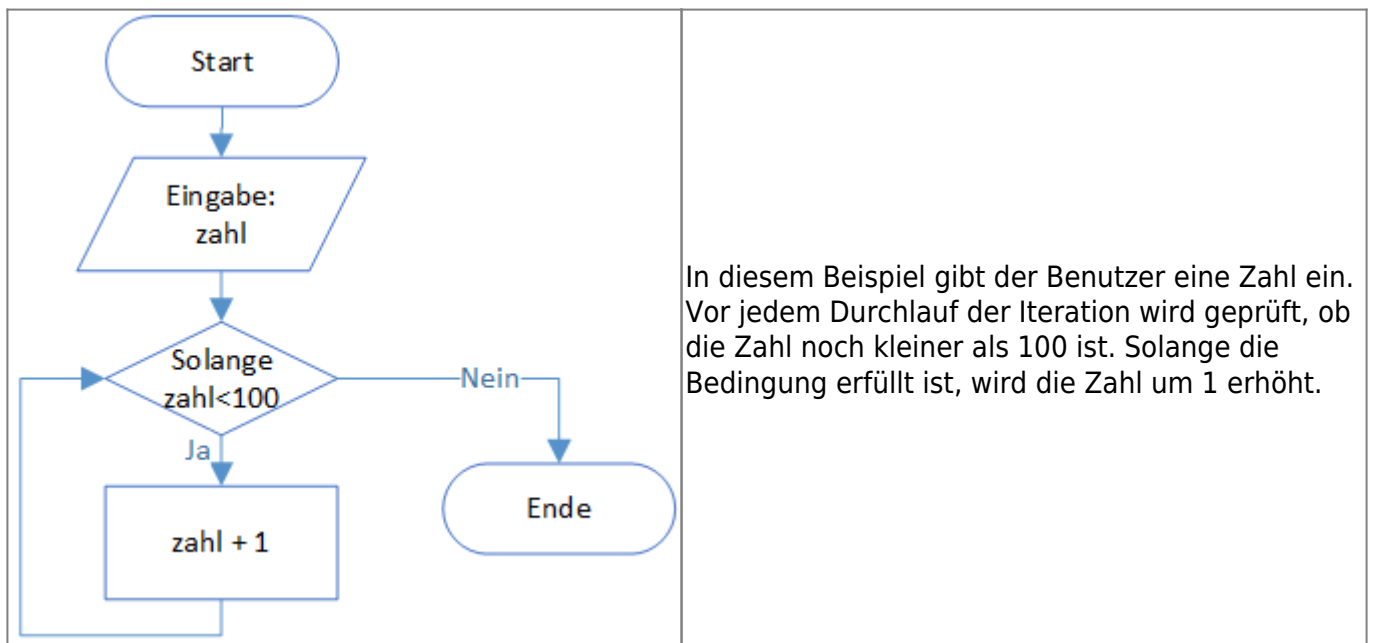 Start
Eingabe:
zahl
Solange
zahl<100
Nein
Ja
zahl + 1
Ende
In diesem Beispiel gibt der Benutzer eine Zahl ein.
Vor jedem Durchlauf der Iteration wird geprüft, ob
die Zahl noch kleiner als 100 ist. Solange die
Bedingung erfüllt ist, wird die Zahl um 1 erhöht.